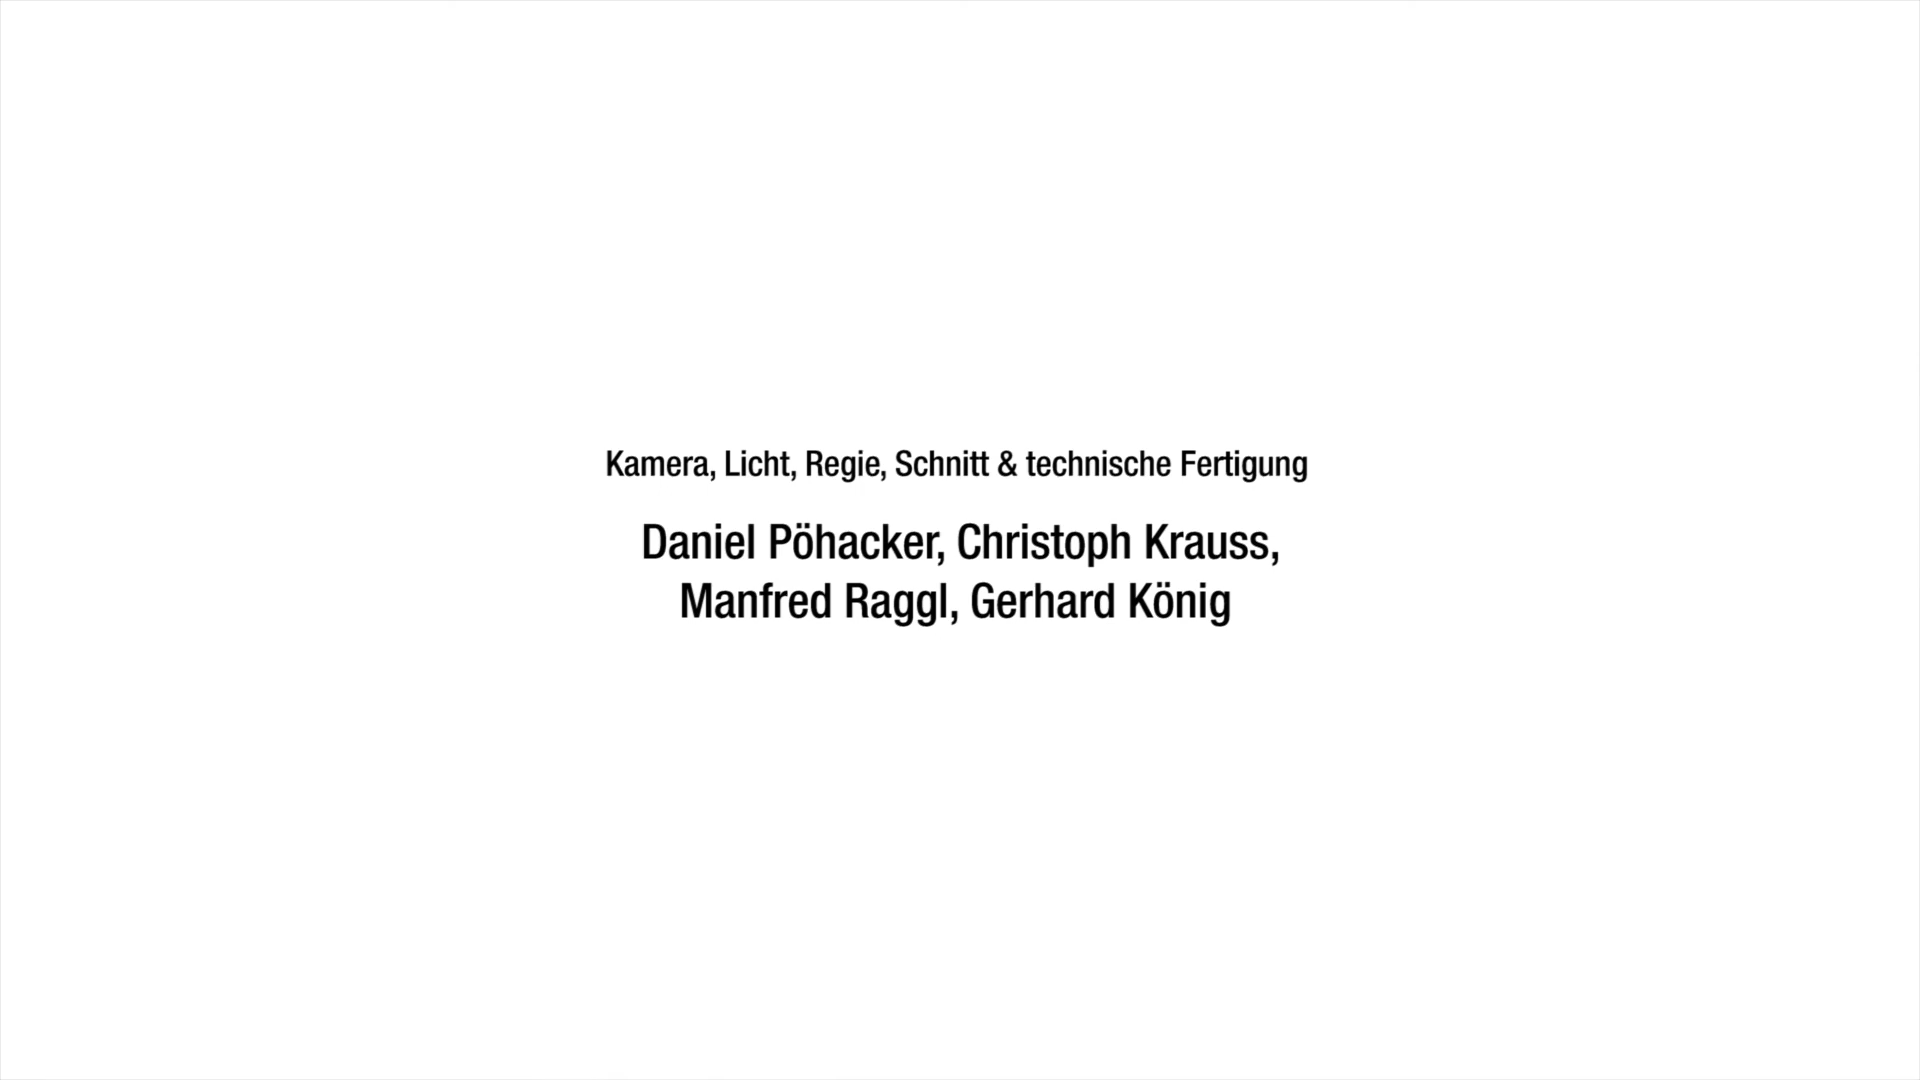 Kamera, Licht, Regie, Schnitt & technische Fertigung
Daniel Pöhacker, Christoph Krauss,
Manfred Raggl, Gerhard König